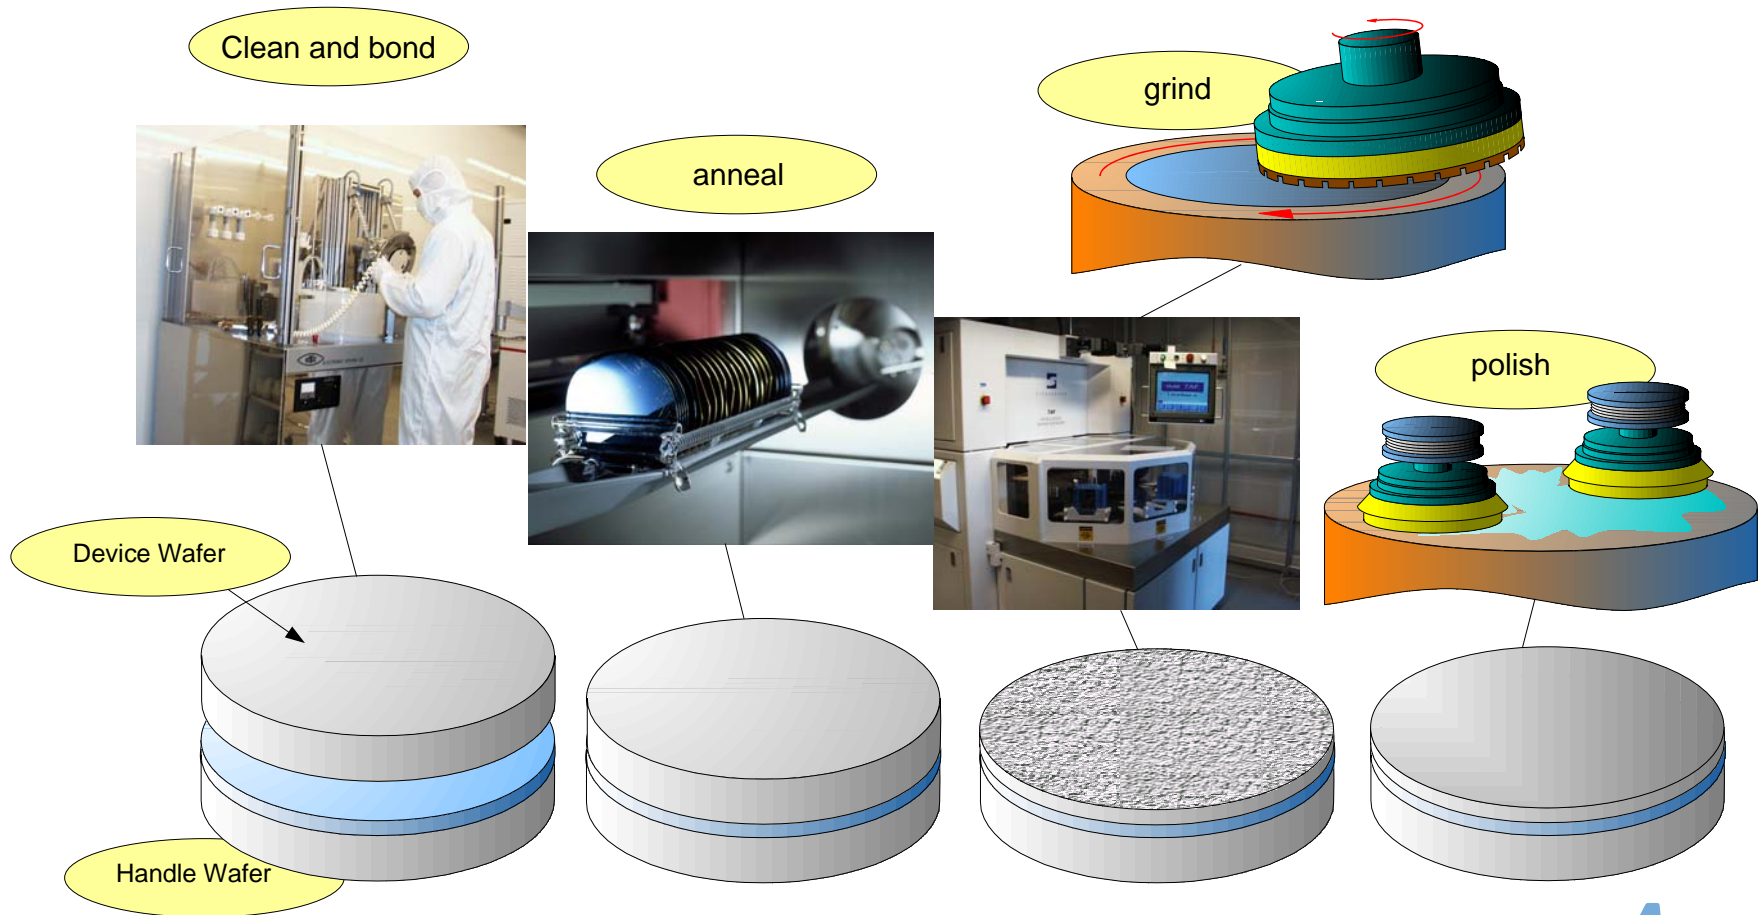 Clean and bond
anneal
grind
polish
Device Wafer
Handle Wafer